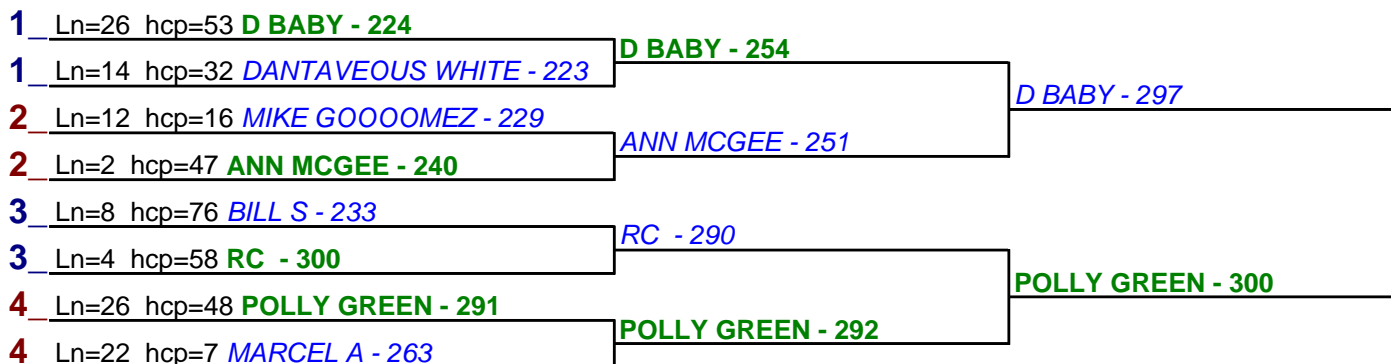 1_ Ln=26 hcp=53 D BABY - 224
D BABY - 254
1_ Ln=14 hcp=32 DANTAVEOUS WHITE - 223
D BABY - 297
2_ Ln=12 hcp=16 MIKE GOOOOMEZ - 229
ANN MCGEE - 251
2_ Ln=2 hcp=47 ANN MCGEE - 240
3_ Ln=8 hcp=76 BILL S - 233
RC - 290
3_ Ln=4 hcp=58 RC - 300
POLLY GREEN - 300
4_ Ln=26 hcp=48 POLLY GREEN - 291
POLLY GREEN - 292
4 Ln=22 hcp=7 MARCEL A - 263